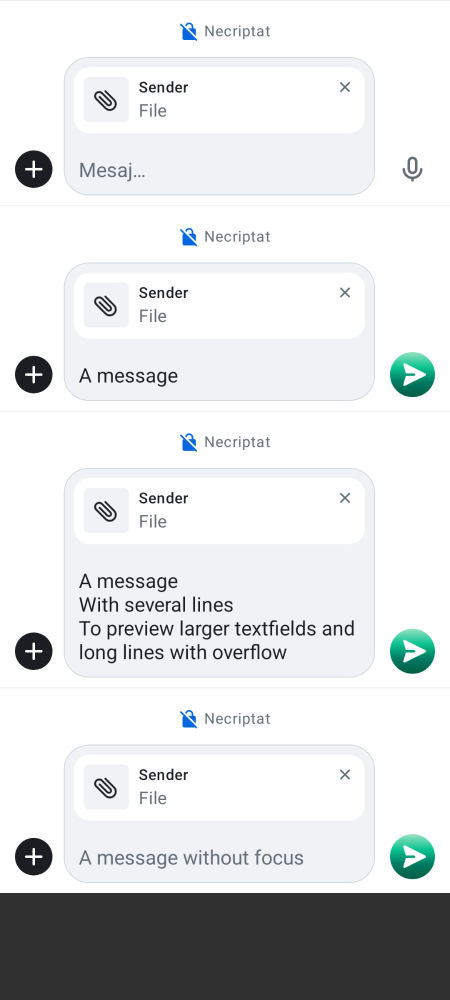 Necriptat
Sender
File
Mesaj…
Necriptat
Sender
File
A message
Necriptat
Sender
File
A message
With several lines
To preview larger textfields and
long lines with overflow
Necriptat
Sender
File
A message without focus